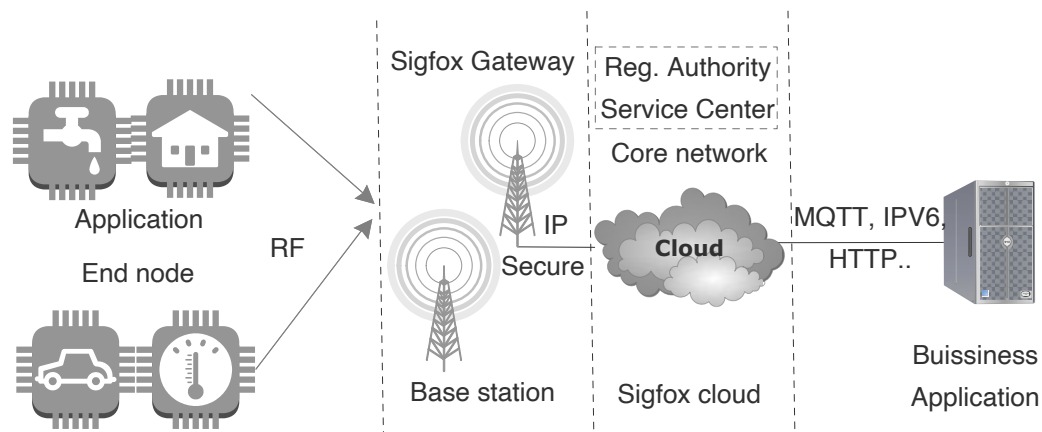 Application
End node
RF
Sigfox Gateway
IP
Secure
Base station
Reg. Authority
Service Center
Core network
Cloud
Sigfox cloud
MQTT, IPV6,
HTTP..
Buissiness
Application